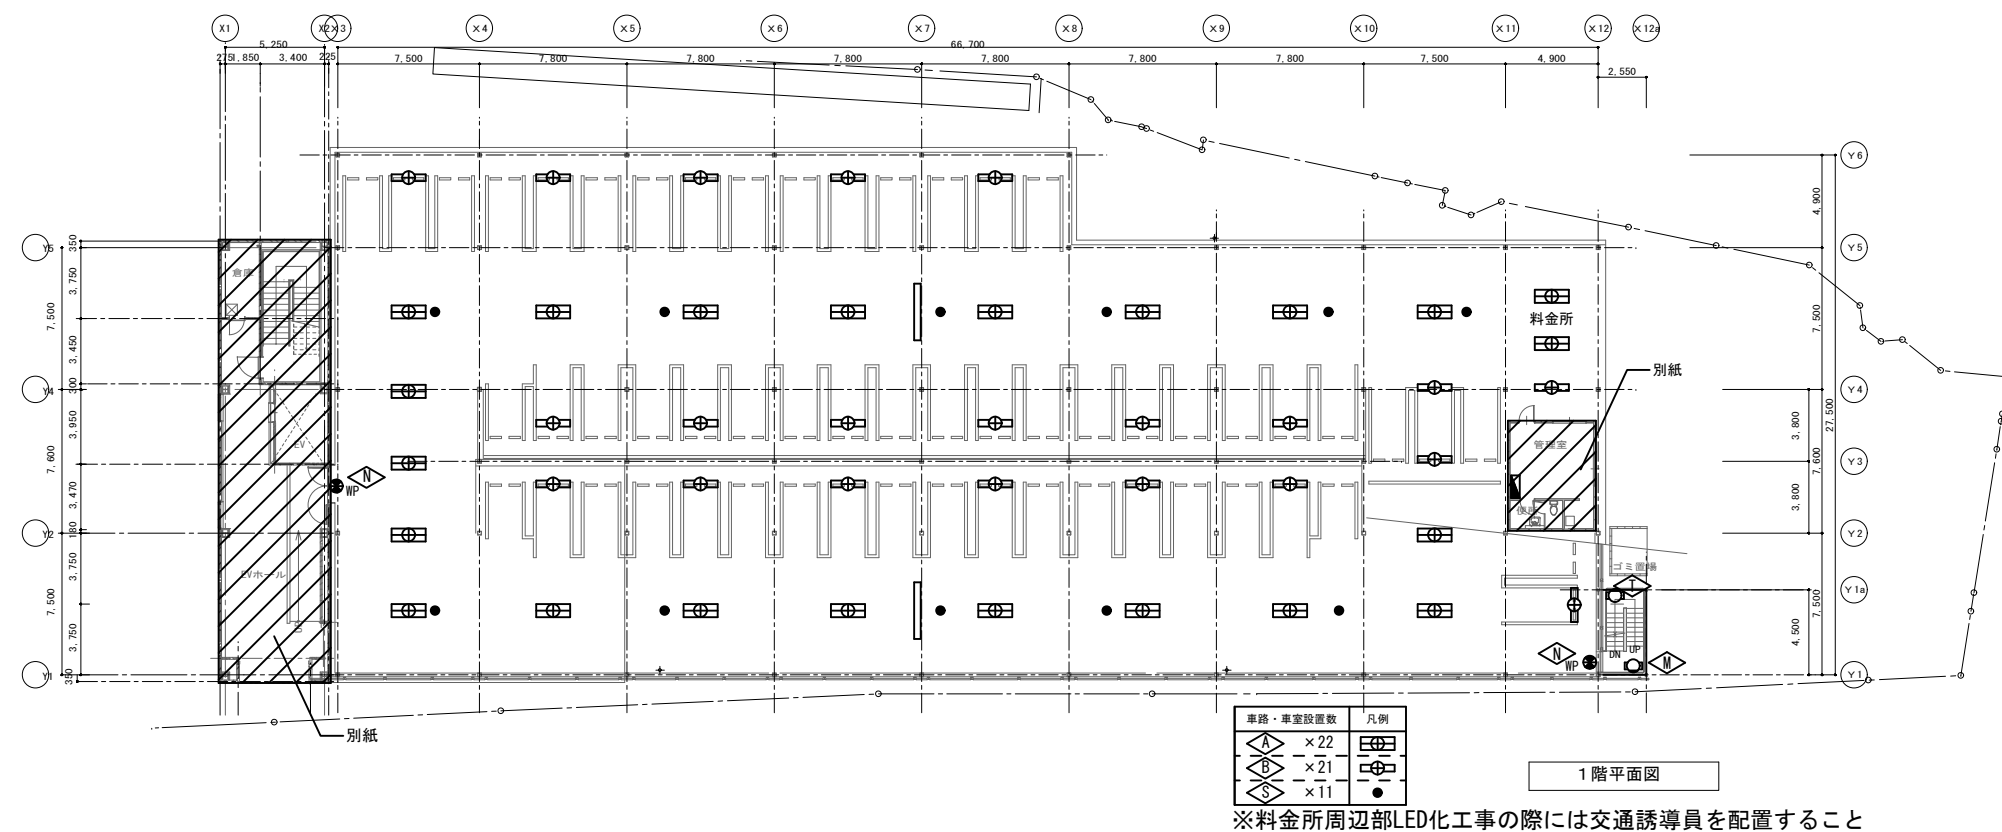 X1 X2 X3 X4 X5 X6 X7 X8 X9 X10 X11 X12 X12a
5,250 66,700
275 1,850 3,400 225 7,500 7,800 7,800 7,800 7,800 7,800 7,800 7,500 4,900 2,550
Y6
4,900
Y5 350 Y5
倉庫
3,750
7,500 料金所 7,500
3,450
別紙
Y4 300 Y4
3,950 3,800 27,500
EV 管理室
7,600 Y3
7,600
N
WP
3,470 3,800
便所
Y2 180 Y2
EVホール ゴミ置場
3,750
T
Y1a
7,500 7,500
3,750 4,500
DN UP
N WP M
Y1 350 Y1
別紙
車路・車室設置数 凡例
A ×22
B ×21
S ×11
1階平面図
※料金所周辺部LED化工事の際には交通誘導員を配置すること